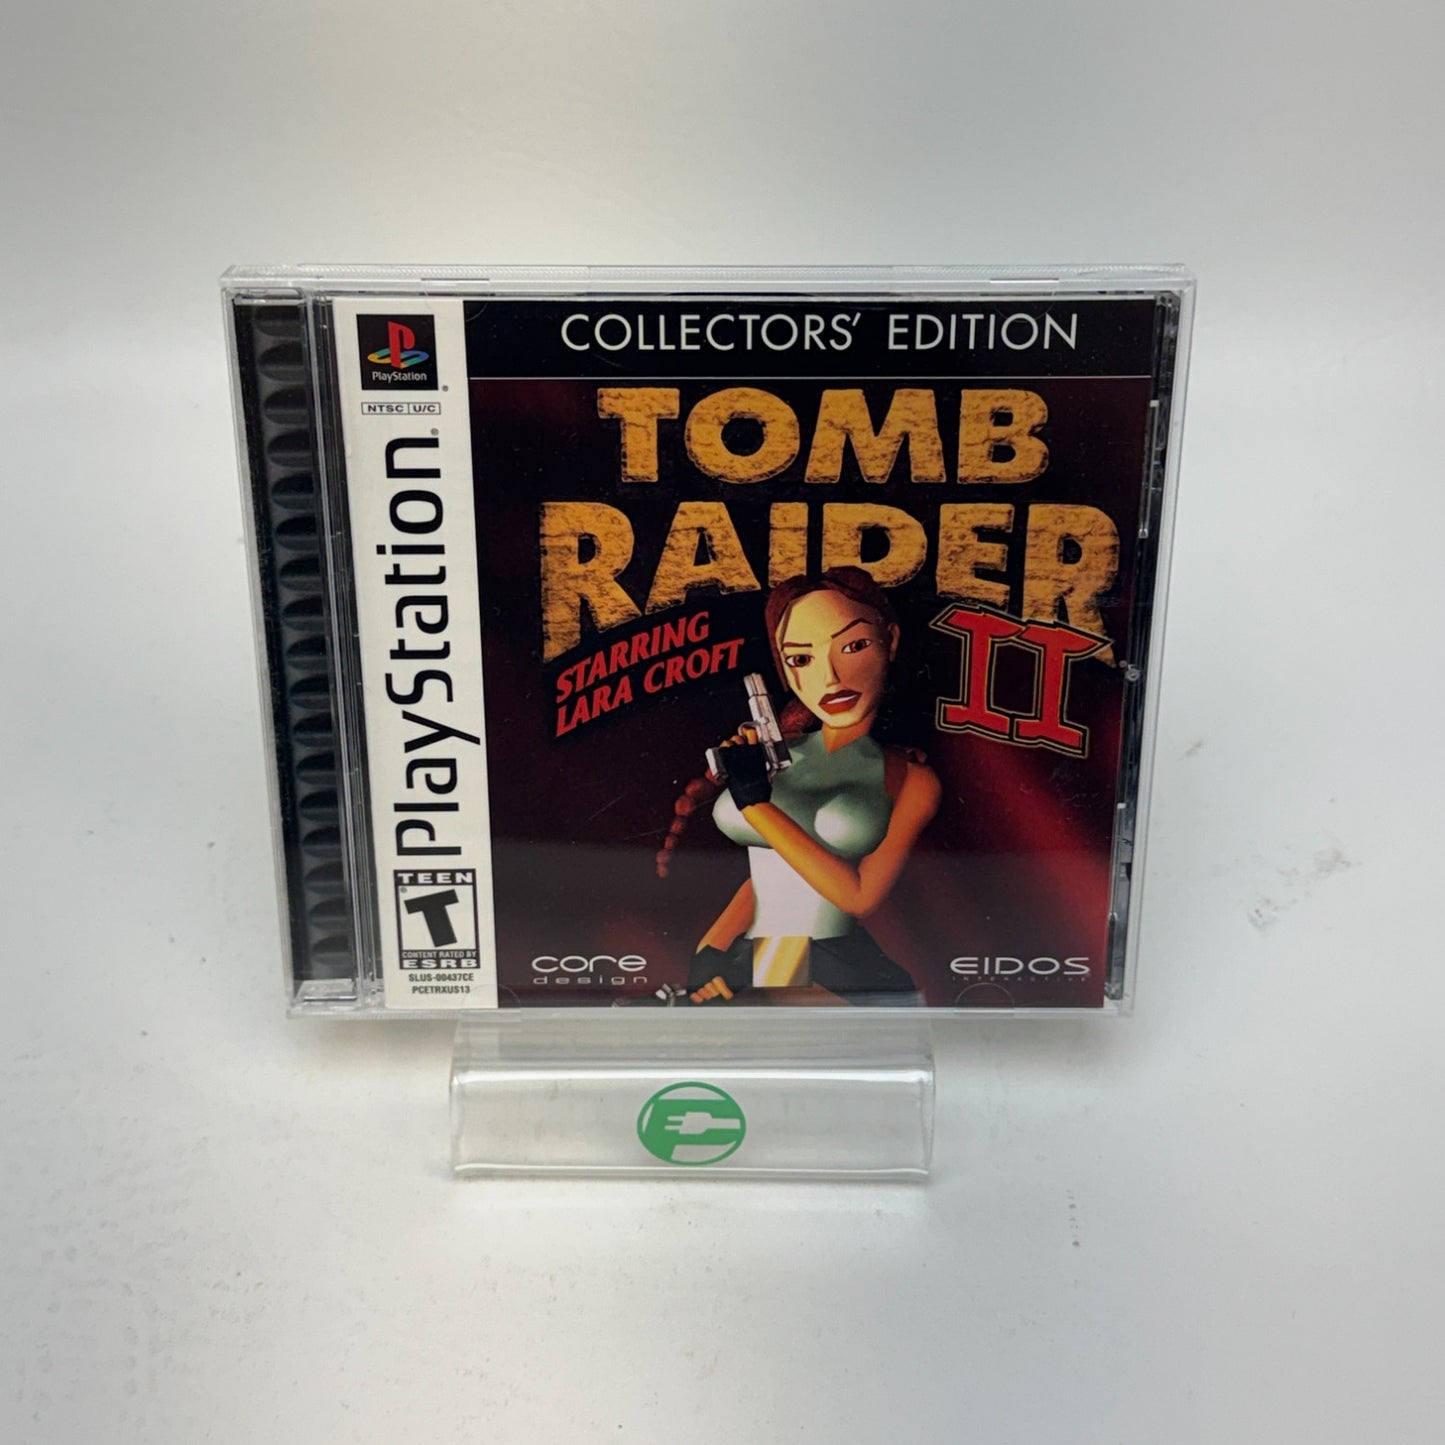 COLLECTORS' EDITION
TOMB
RAIDER
II
STARRING
LARA CROFT
PlayStation
NTSC U/C
PlayStation
TEEN
T
CONTENT RATED BY
ESRB
SLUS-00437CE
PCETRXUS13
core
design
EIDOS
INTERACTIVE